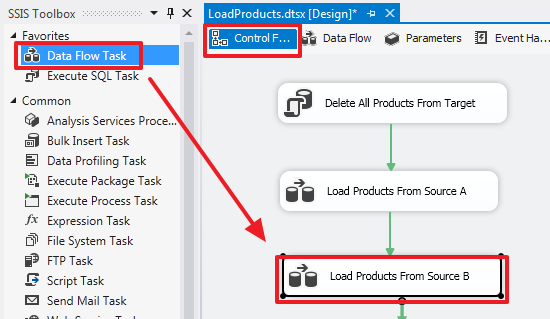 SSIS Toolbox
LoadProducts.dtsx [Design]*
Favorites
Data Flow Task
Execute SQL Task
Common
Analysis Services Proce...
Bulk Insert Task
Data Profiling Task
Execute Package Task
Execute Process Task
fx Expression Task
File System Task
FTP Task
Script Task
Send Mail Task
Control F...
Data Flow
Parameters
Event Ha...
Delete All Products From Target
Load Products From Source A
Load Products From Source B